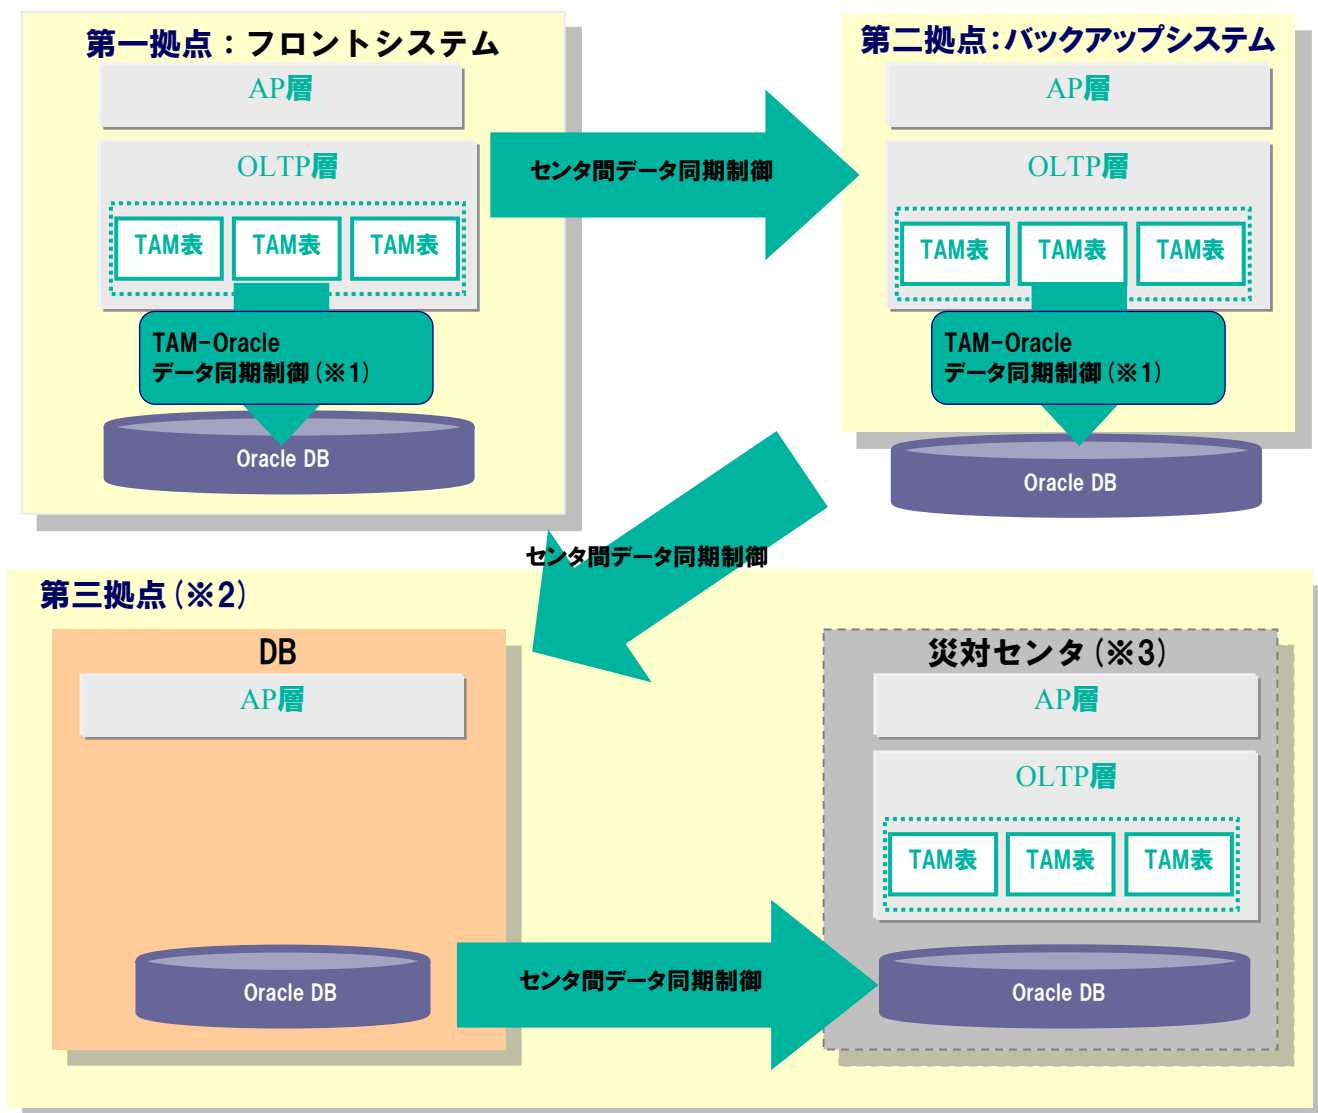 第一拠点：フロントシステム
AP層
OLTP層
TAM表
TAM表
TAM表
TAM-Oracle
データ同期制御(※1)
Oracle DB
センタ間データ同期制御
第二拠点：バックアップシステム
AP層
OLTP層
TAM表
TAM表
TAM表
TAM-Oracle
データ同期制御(※1)
Oracle DB
センタ間データ同期制御
第三拠点(※2)
DB
AP層
Oracle DB
センタ間データ同期制御
災対センタ(※3)
AP層
OLTP層
TAM表
TAM表
TAM表
Oracle DB